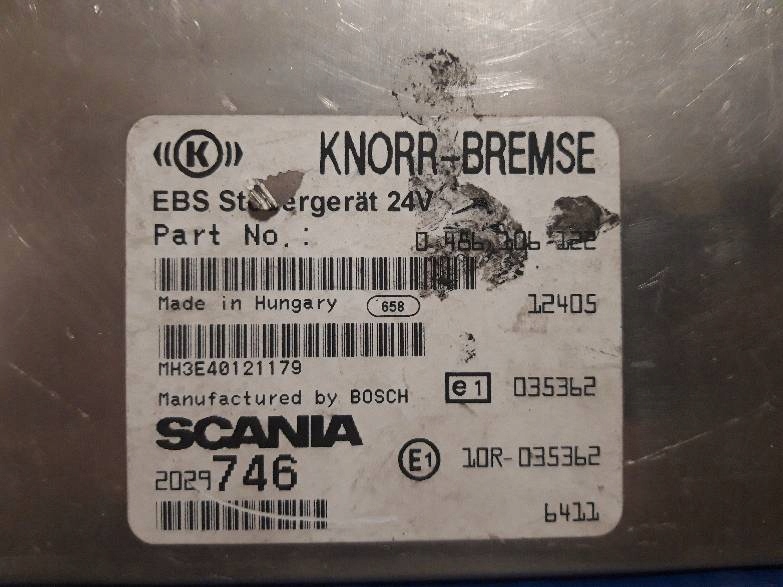 K KNORR-BREMSE
EBS Steuergerät 24V
Part No.: 0 486 106 122
Made in Hungary 658 12405
MH3E40121179
Manufactured by BOSCH e1 035362
SCANIA
2029746 E1 10R-035362
6411